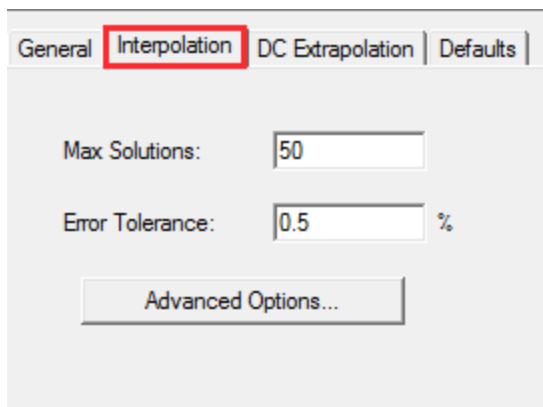 General Interpolation DC Extrapolation Defaults
Max Solutions: 50
Error Tolerance: 0.5 %
Advanced Options...